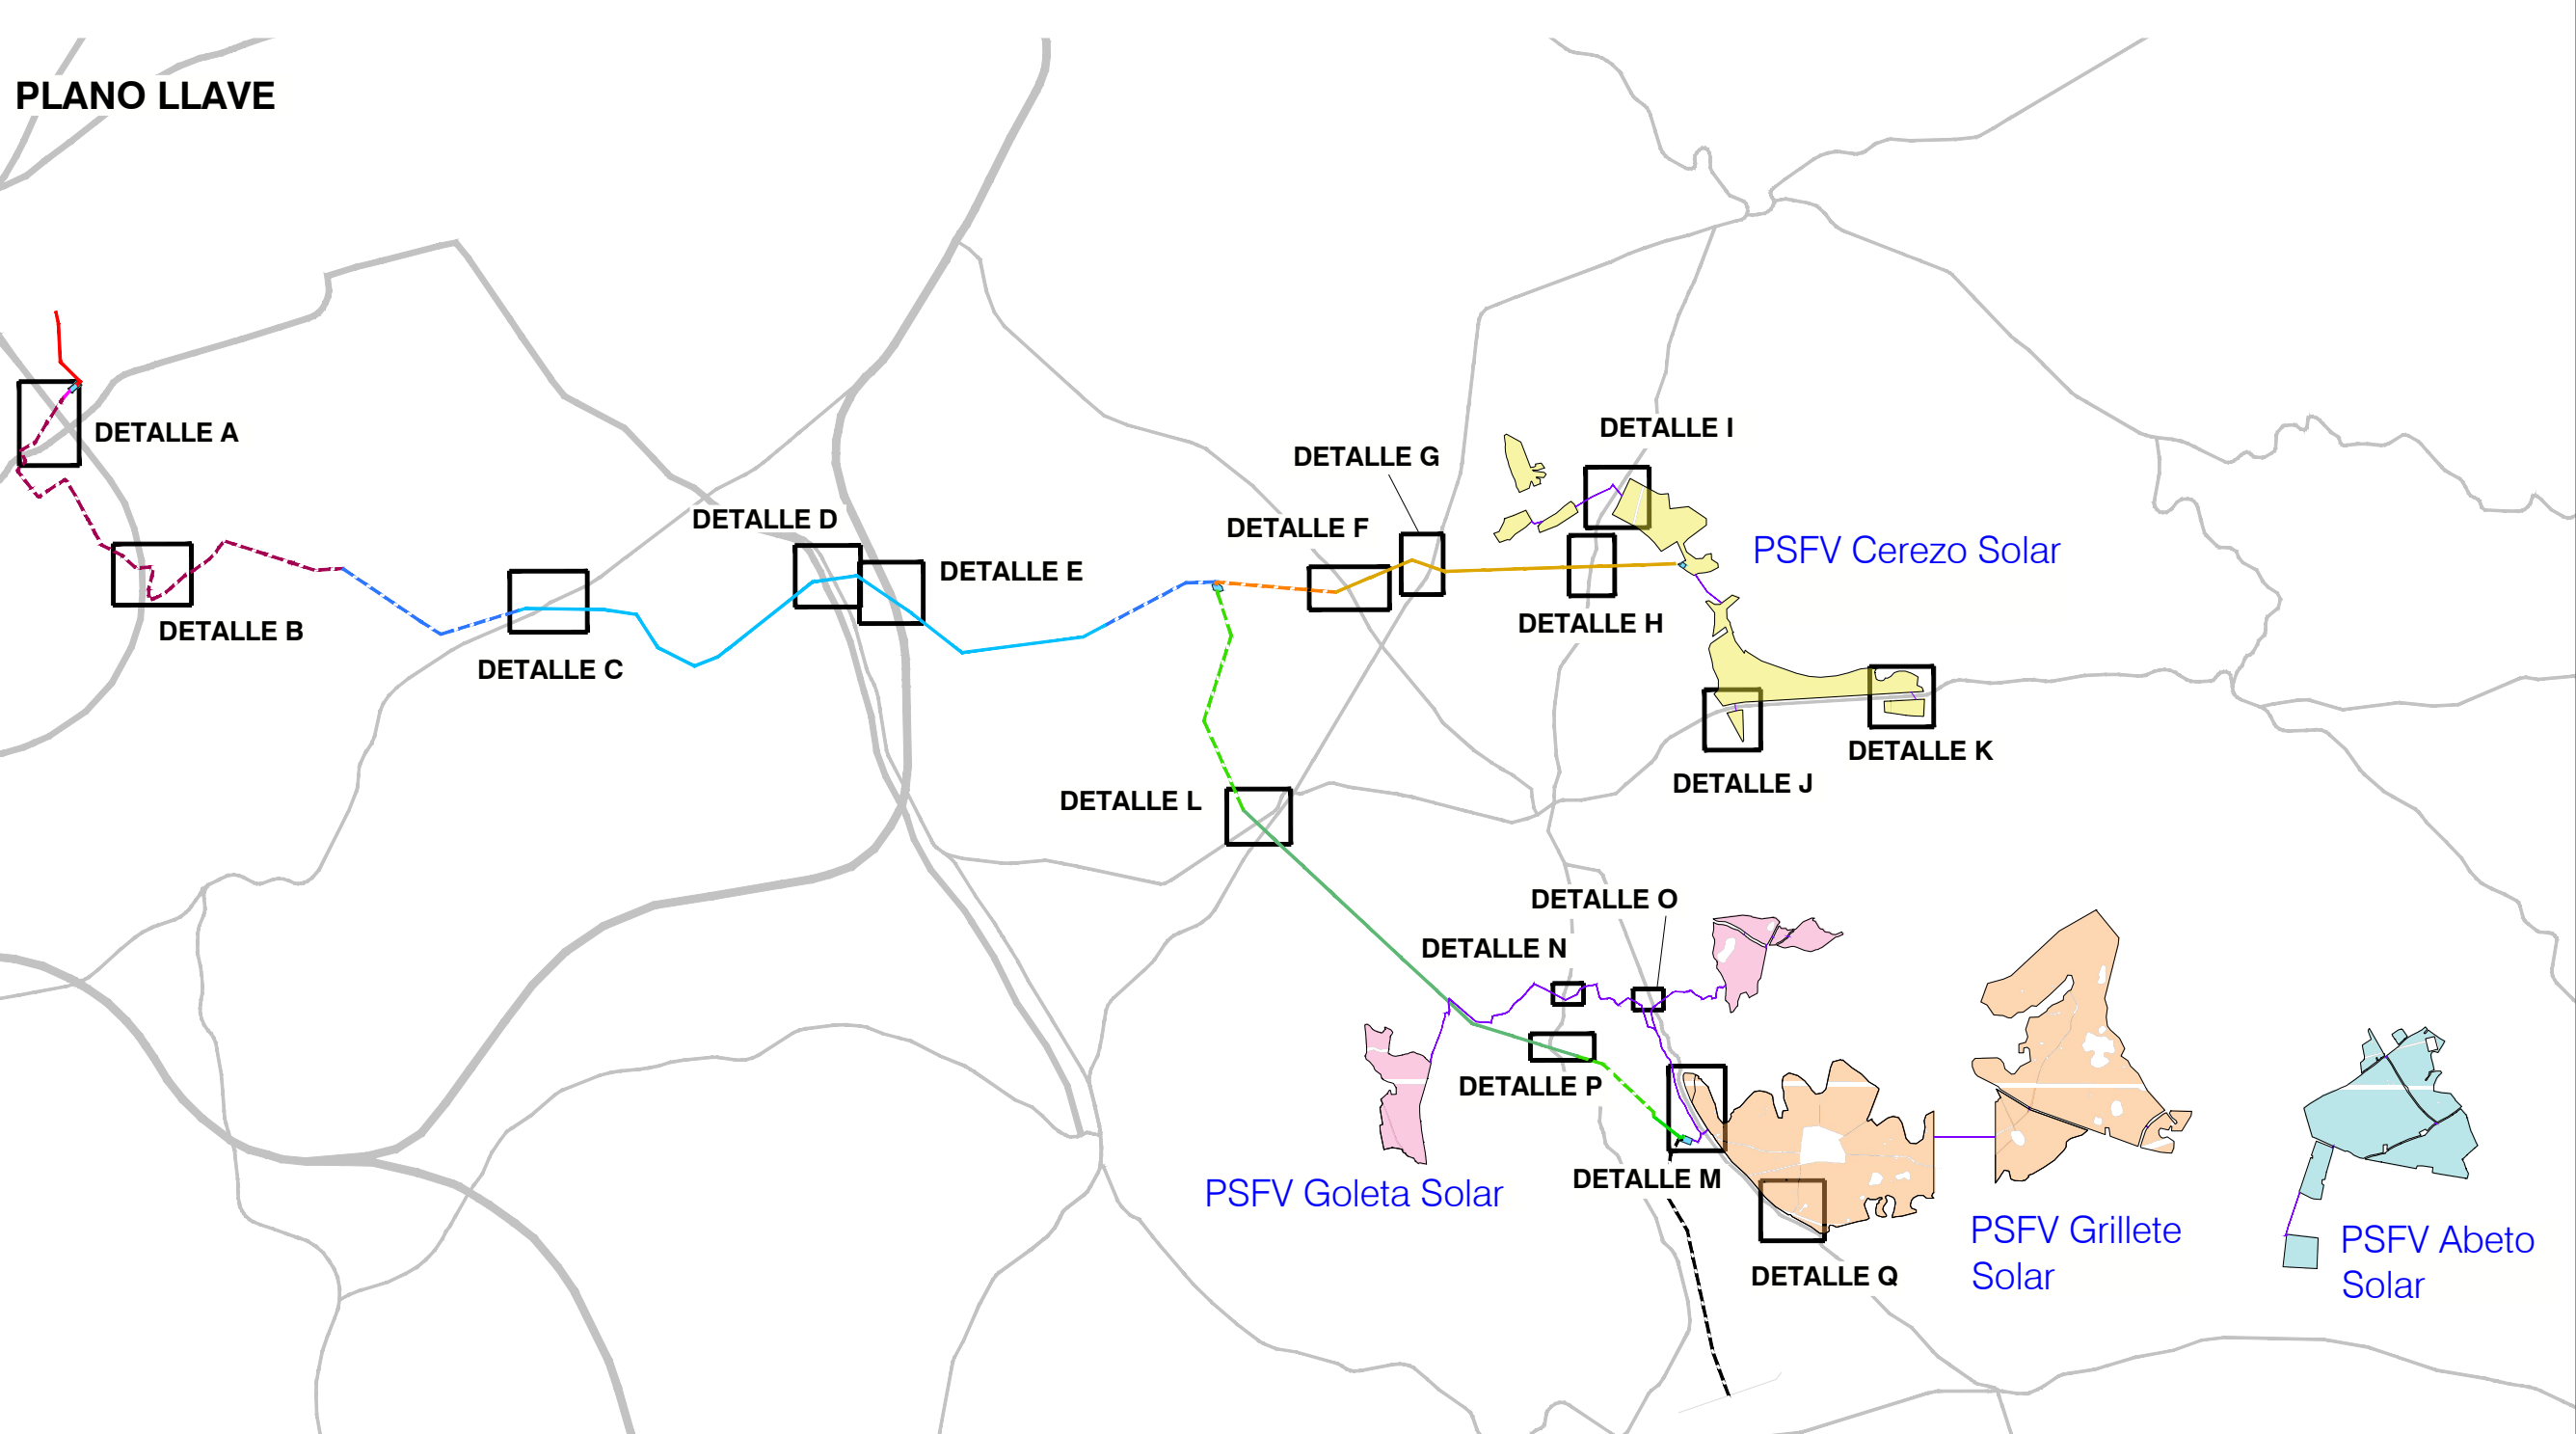 PLANO LLAVE
DETALLE A
DETALLE I
DETALLE G
DETALLE D
DETALLE F
PSFV Cerezo Solar
DETALLE E
DETALLE B
DETALLE H
DETALLE C
DETALLE K
DETALLE J
DETALLE L
DETALLE O
DETALLE N
DETALLE P
DETALLE M
PSFV Goleta Solar
PSFV Grillete
Solar
PSFV Abeto
Solar
DETALLE Q